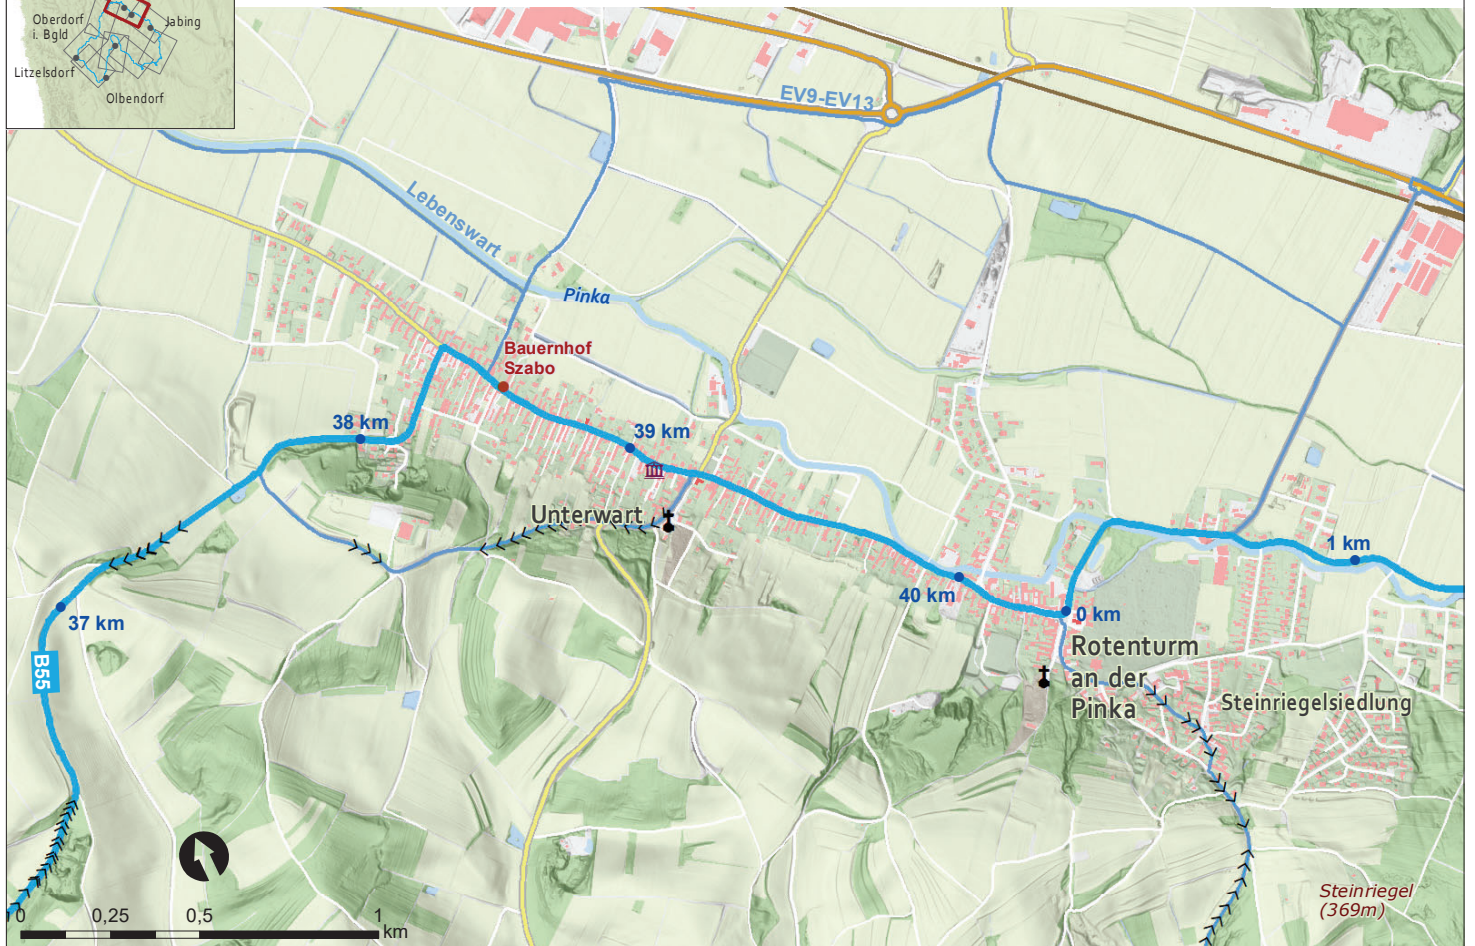 Oberdorf
i. Bgld
Jabing
Litzelsdorf
Olbendorf
EV9-EV13
Lebenswart
Pinka
Bauernhof
Szabo
38 km
39 km
Unterwart
1 km
40 km
0 km
37 km
Rotenturm
an der
Pinka
B55
Steinriegelsiedlung
Steinriegel
(369m)
0 0,25 0,5 1
km